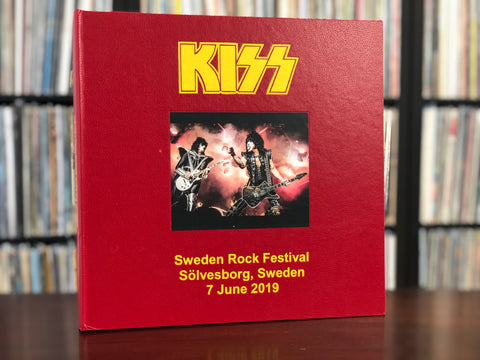 KISS
Sweden Rock Festival
Sölvesborg, Sweden
7 June 2019